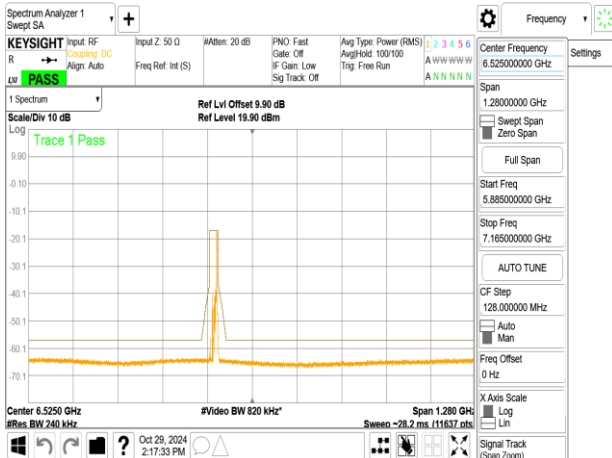 Spectrum Analyzer 1
Swept SA
+
Frequency
KEYSIGHT
R
LXI
PASS
Input: RF
Coupling: DC
Align: Auto
Input Z: 50 Ω
Freq Ref: Int (S)
#Atten: 20 dB
PNO: Fast
Gate: Off
IF Gain: Low
Sig Track: Off
Avg Type: Power (RMS)
Avg|Hold: 100/100
Trig: Free Run
1 2 3 4 5 6
A W W W W W
A N N N N N
Center Frequency
6.525000000 GHz
Settings
Span
1.28000000 GHz
Swept Span
Zero Span
Full Span
Start Freq
5.885000000 GHz
Stop Freq
7.165000000 GHz
AUTO TUNE
CF Step
128.000000 MHz
Auto
Man
Freq Offset
0 Hz
X Axis Scale
Log
Lin
Signal Track
(Span Zoom)
1 Spectrum
Scale/Div 10 dB
Ref Lvl Offset 9.90 dB
Ref Level 19.90 dBm
Log
Trace 1 Pass
9.90
-0.10
-10.1
-20.1
-30.1
-40.1
-50.1
-60.1
-70.1
Center 6.5250 GHz
#Video BW 820 kHz*
Span 1.280 GHz
#Res BW 240 kHz
Sweep ~28.2 ms (11637 pts
?
Oct 29, 2024
2:17:33 PM